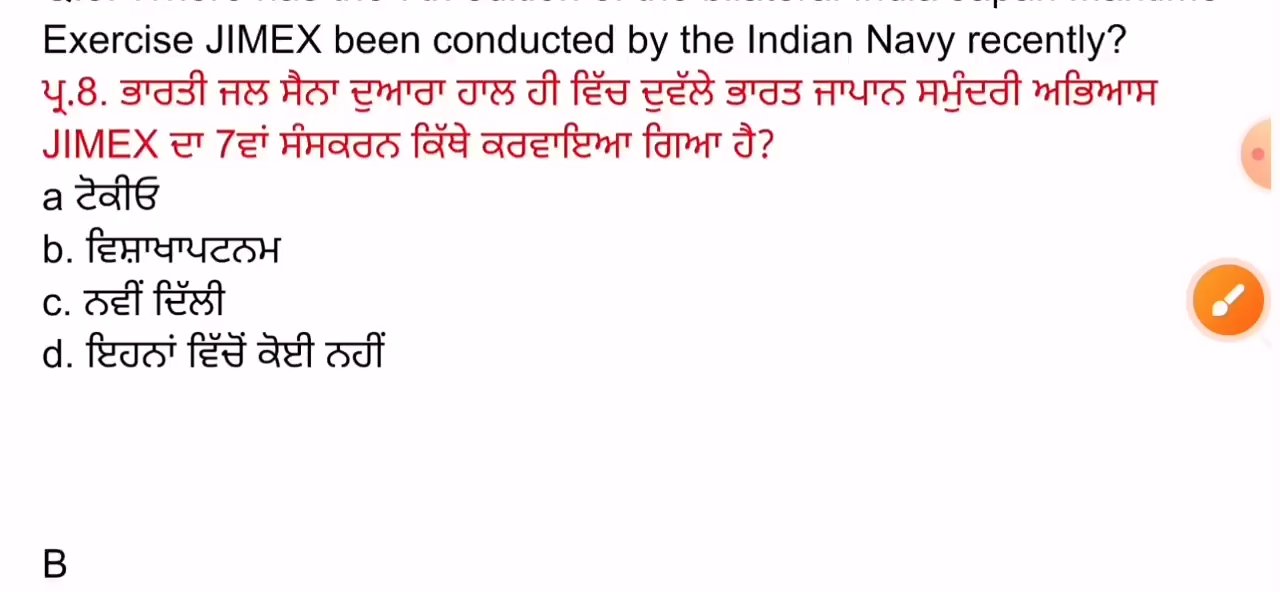 Exercise JIMEX been conducted by the Indian Navy recently?
ਪ੍ਰ.8. ਭਾਰਤੀ ਜਲ ਸੈਨਾ ਦੁਆਰਾ ਹਾਲ ਹੀ ਵਿੱਚ ਦੁਵੱਲੇ ਭਾਰਤ ਜਾਪਾਨ ਸਮੁੰਦਰੀ ਅਭਿਆਸ
JIMEX ਦਾ 7ਵਾਂ ਸੰਸਕਰਨ ਕਿੱਥੇ ਕਰਵਾਇਆ ਗਿਆ ਹੈ?
a ਟੋਕੀਓ
b. ਵਿਸ਼ਾਖਾਪਟਨਮ
c. ਨਵੀਂ ਦਿੱਲੀ
d. ਇਹਨਾਂ ਵਿੱਚੋਂ ਕੋਈ ਨਹੀਂ
B